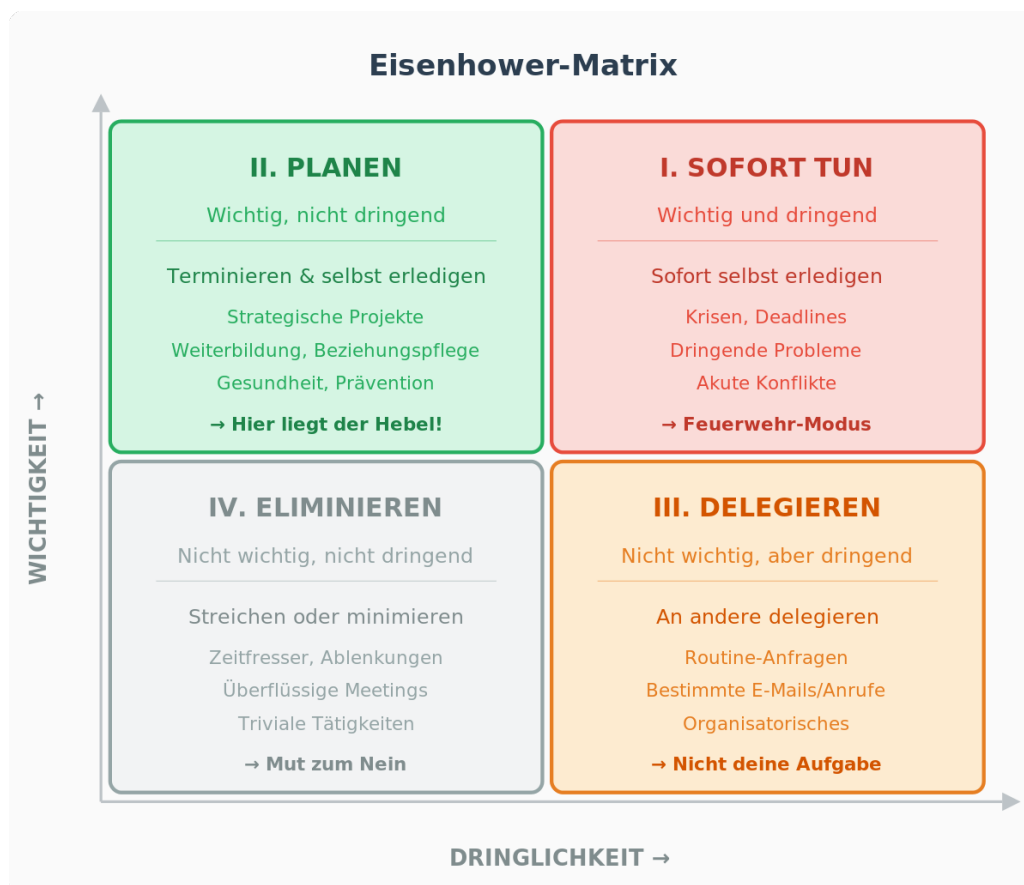 Eisenhower-Matrix
II. PLANEN
Wichtig, nicht dringend
Terminieren & selbst erledigen
Strategische Projekte
Weiterbildung, Beziehungspflege
Gesundheit, Prävention
→ Hier liegt der Hebel!
I. SOFORT TUN
Wichtig und dringend
Sofort selbst erledigen
Krisen, Deadlines
Dringende Probleme
Akute Konflikte
→ Feuerwehr-Modus
IV. ELIMINIEREN
Nicht wichtig, nicht dringend
Streichen oder minimieren
Zeitfresser, Ablenkungen
Überflüssige Meetings
Triviale Tätigkeiten
→ Mut zum Nein
III. DELEGIEREN
Nicht wichtig, aber dringend
An andere delegieren
Routine-Anfragen
Bestimmte E-Mails/Anrufe
Organisatorisches
→ Nicht deine Aufgabe
WICHTIGKEIT →
DRINGLICHKEIT →